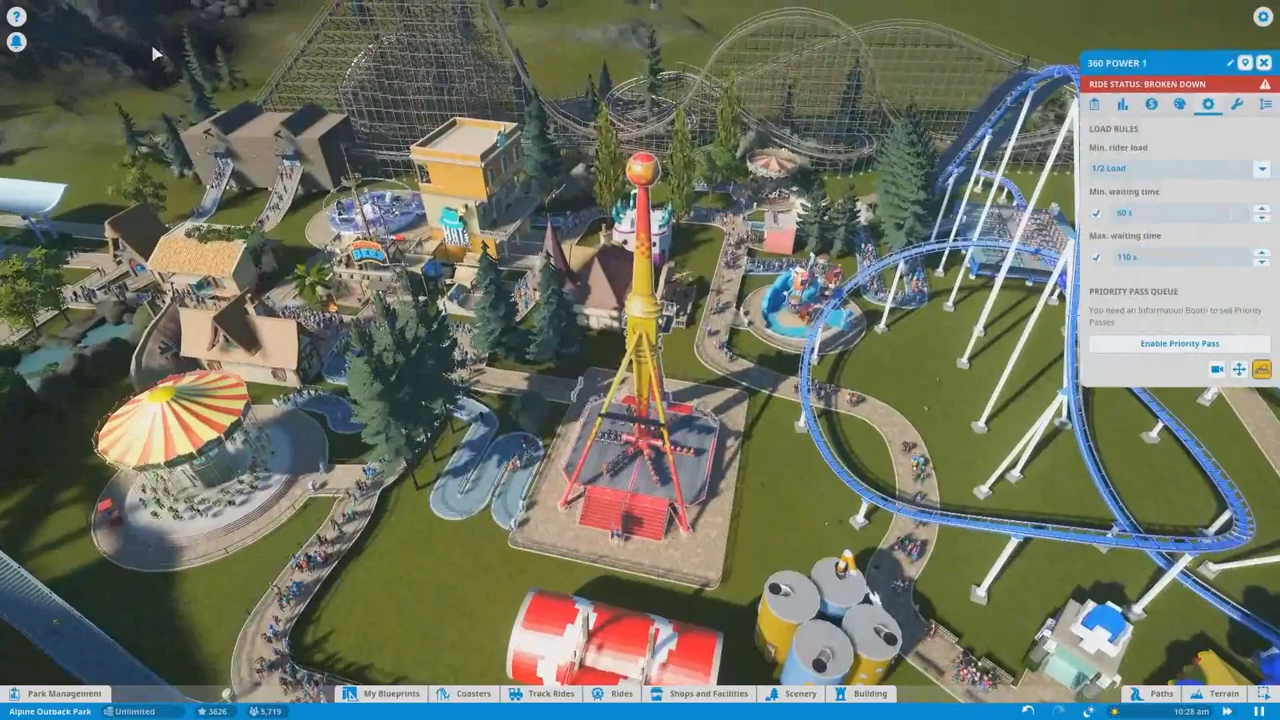 ?
360 POWER 1
RIDE STATUS: BROKEN DOWN
LOAD RULES
Min. rider load
1/2 Load
Min. waiting time
60 s
Max. waiting time
110 s
PRIORITY PASS QUEUE
You need an Information Booth to sell Priority
Passes
Enable Priority Pass
Park Management
My Blueprints
Coasters
Track Rides
Rides
Shops and Facilities
Scenery
Building
Paths
Terrain
Alpine Outback Park
Unlimited
3626
5,719
10:28 am